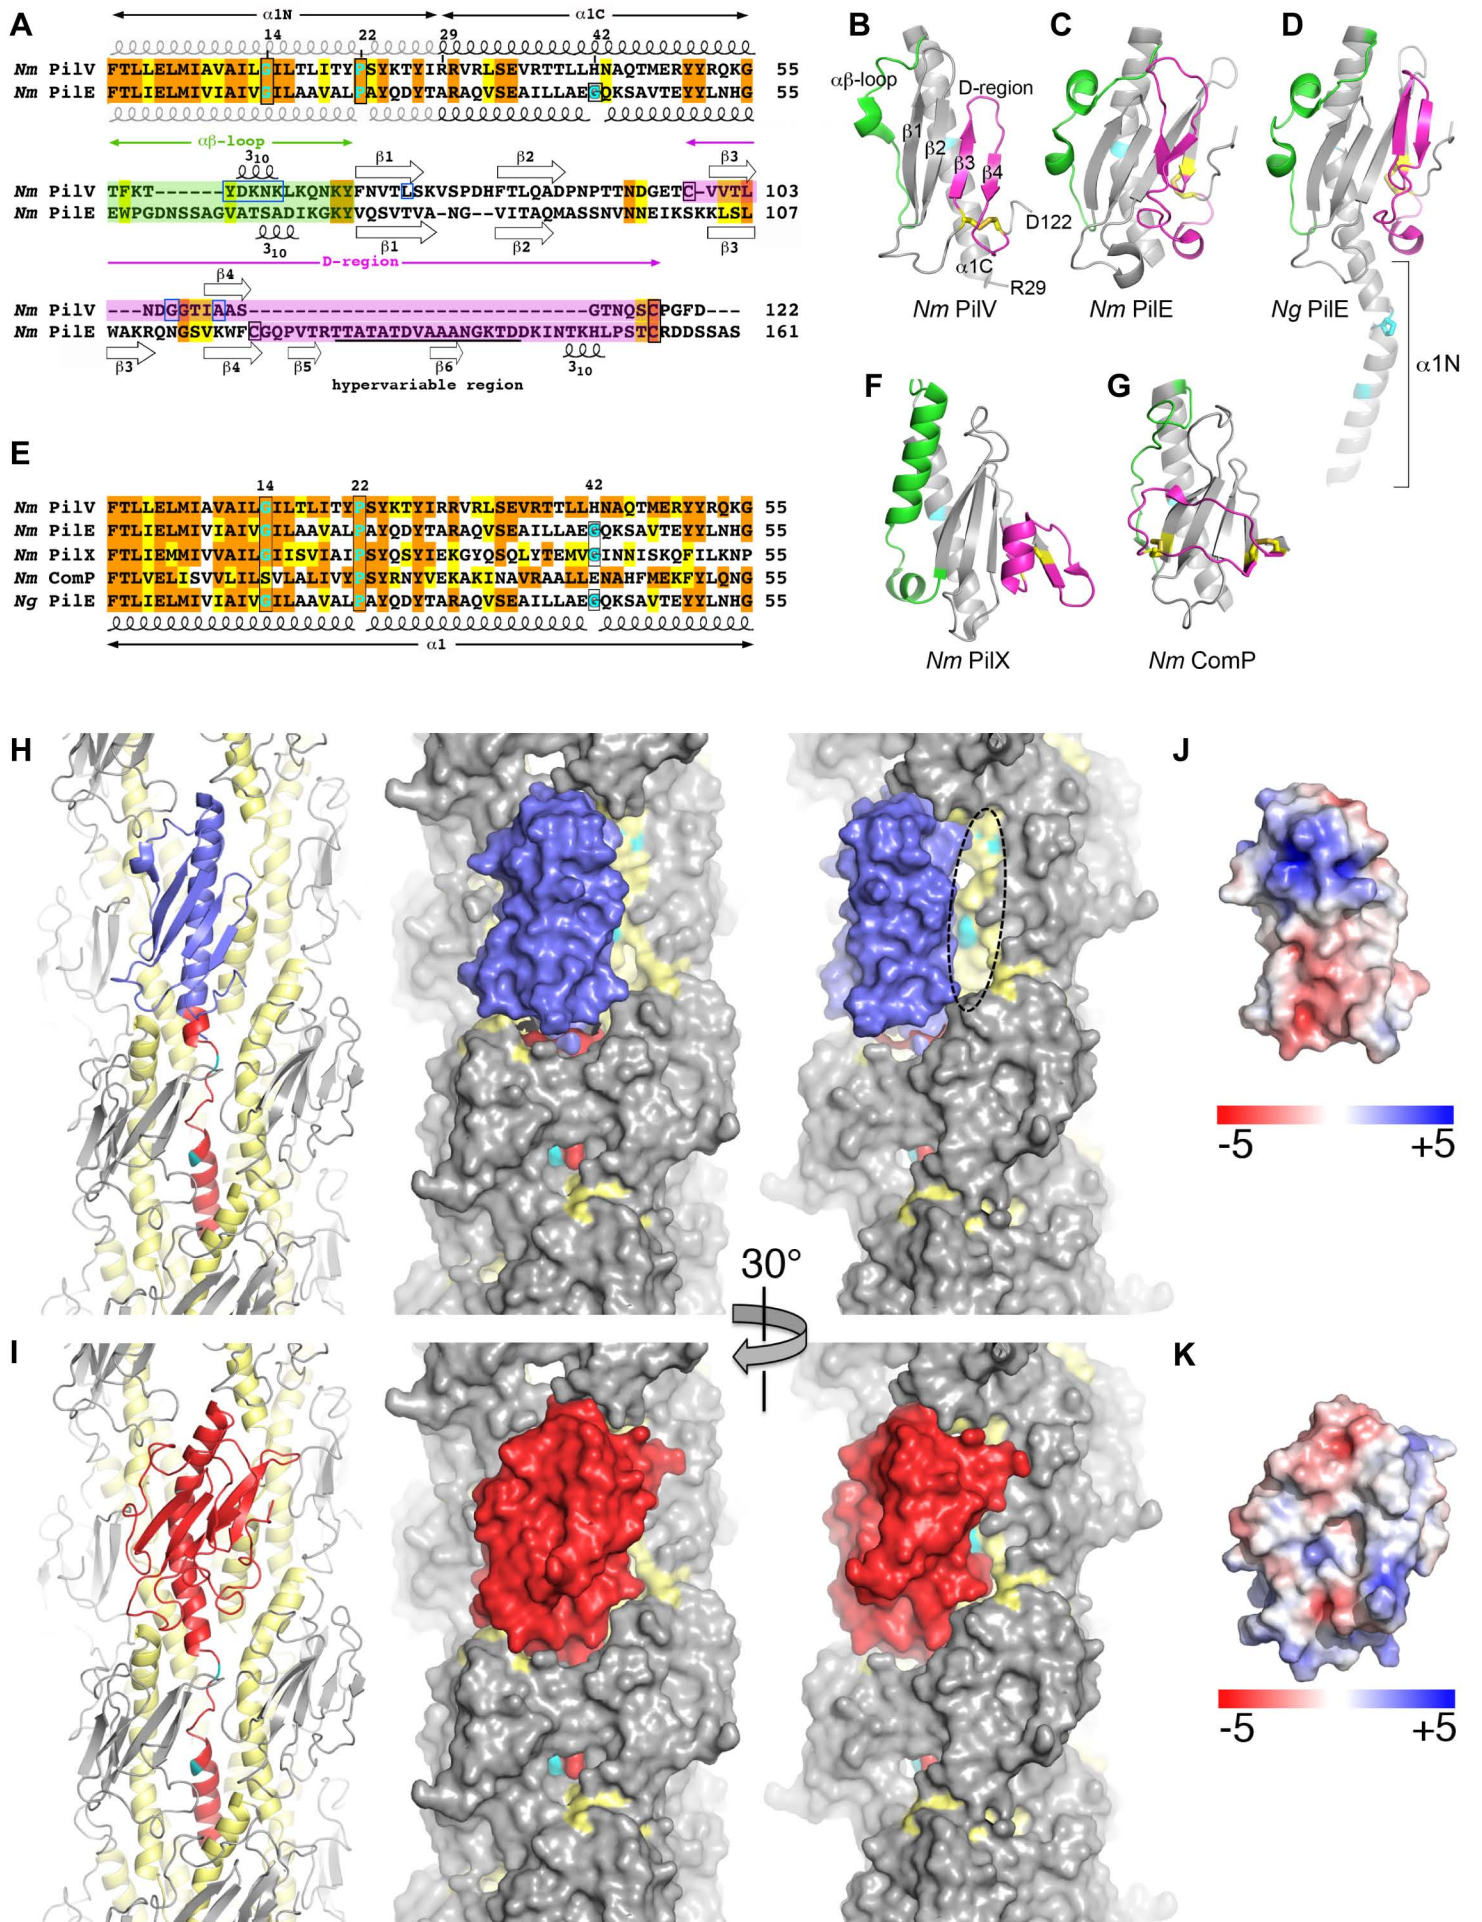 A
α1N α1C
14 22 29 42
Nm PilV FTLLELMIAVAILGILTLITYPSYKTYIRRVRLSEVRTTLLHNAQTMERYYRQKG 55
Nm PilE FTLIELMIVIAIVGILAAVALPAYQDYTARAQVSEAILLAEGQKSAVTEYYLNHG 55
αβ-loop
3₁₀ β1 β2 β3
Nm PilV TFKT------YDKNKLKQNKYFNVTLSKVSPDHFTLQADPNPTTNDGETC-VVTL 103
Nm PilE EWPGDNSSAGVATSADIKGKYVQSVTVA-NG--VITAQMASSNVNNEIKSKKLSL 107
3₁₀ β1 β2 β3
D-region
β4
Nm PilV ---NDGGTIAAS-----------------------------GTNQSCPGFD--- 122
Nm PilE WAKRQNGSVKWFCGQPVTRTTATATDVAAANGKTDDKINTKHLPSTCRDDSSAS 161
β3 β4 β5 β6 3₁₀
hypervariable region
B
αβ-loop
D-region
β1
β2
β3
β4
D122
α1C
R29
Nm PilV
C
Nm PilE
D
Ng PilE
α1N
E
14 22 42
Nm PilV FTLLELMIAVAILGILTLITYPSYKTYIRRVRLSEVRTTLLHNAQTMERYYRQKG 55
Nm PilE FTLIELMIVIAIVGILAAVALPAYQDYTARAQVSEAILLAEGQKSAVTEYYLNHG 55
Nm PilX FTLIEMMIVVAILCIISVIAIPSYQSYIEKGYQSQLYTEMVGINNISKQFILKNP 55
Nm ComP FTLVELISVVLILSVLALIVYPSYRNYVEKAKINAVRAALLENAHFMEKFYLQNG 55
Ng PilE FTLIELMIVIAIVGILAAVALPAYQDYTARAQVSEAILLAEGQKSAVTEYYLNHG 55
α1
F
Nm PilX
G
Nm ComP
H
J
-5 +5
30°
I
K
-5 +5